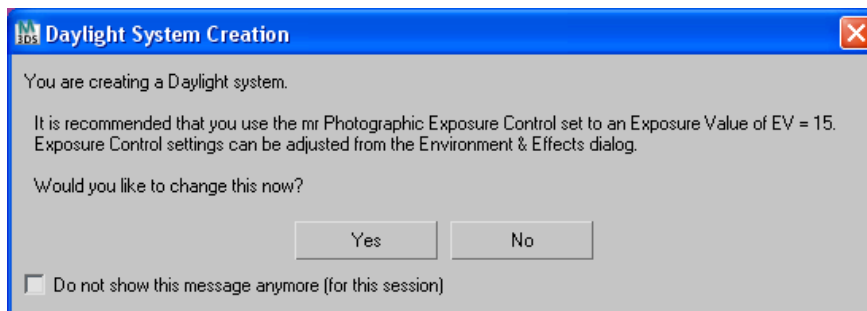 M
3DS
Daylight System Creation
You are creating a Daylight system.
It is recommended that you use the mr Photographic Exposure Control set to an Exposure Value of EV = 15.
Exposure Control settings can be adjusted from the Environment & Effects dialog.
Would you like to change this now?
Yes No
Do not show this message anymore (for this session)